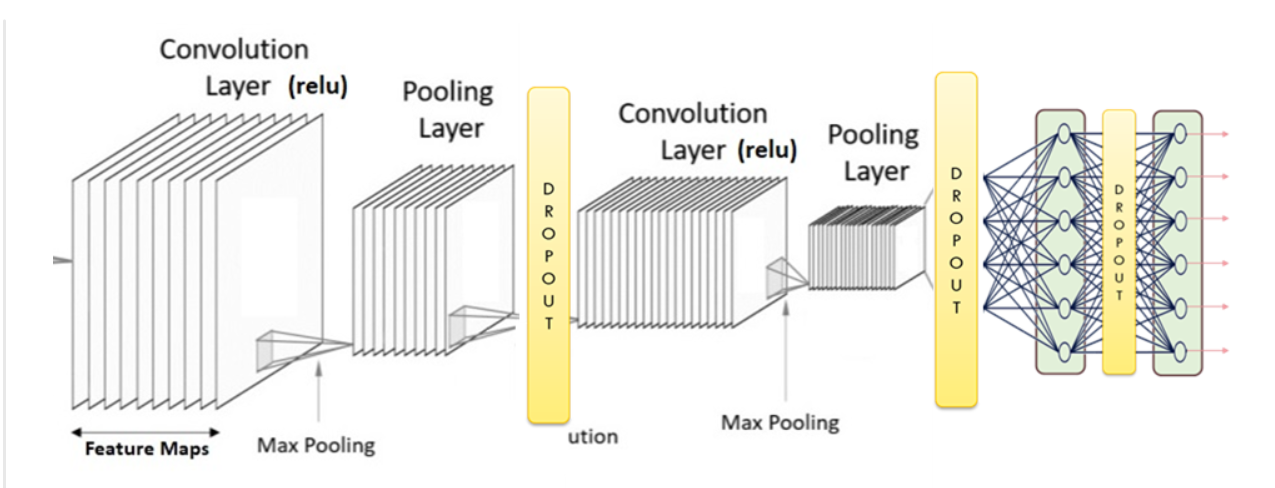 Convolution
Layer (relu)
Pooling
Layer
DROPOUT
Convolution
Layer (relu)
Pooling
Layer
DROPOUT
DROPOUT
Feature Maps
Max Pooling
ution
Max Pooling